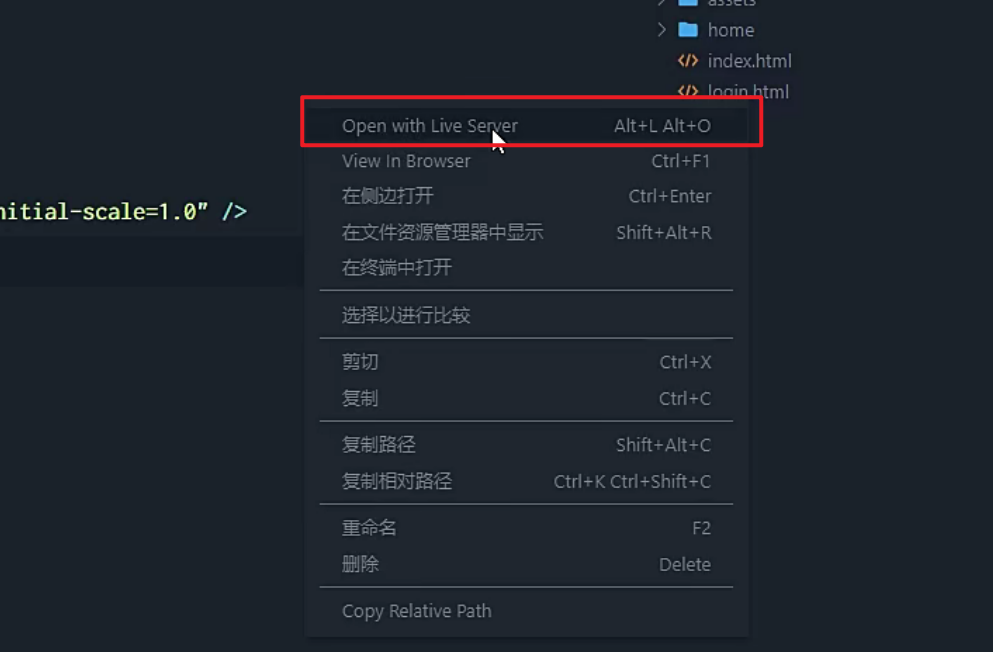 assets
home
</> index.html
</> login.html
Open with Live Server Alt+L Alt+O
View In Browser Ctrl+F1
nitial-scale=1.0" />
在侧边打开 Ctrl+Enter
在文件资源管理器中显示 Shift+Alt+R
在终端中打开
选择以进行比较
剪切 Ctrl+X
复制 Ctrl+C
复制路径 Shift+Alt+C
复制相对路径 Ctrl+K Ctrl+Shift+C
重命名 F2
删除 Delete
Copy Relative Path